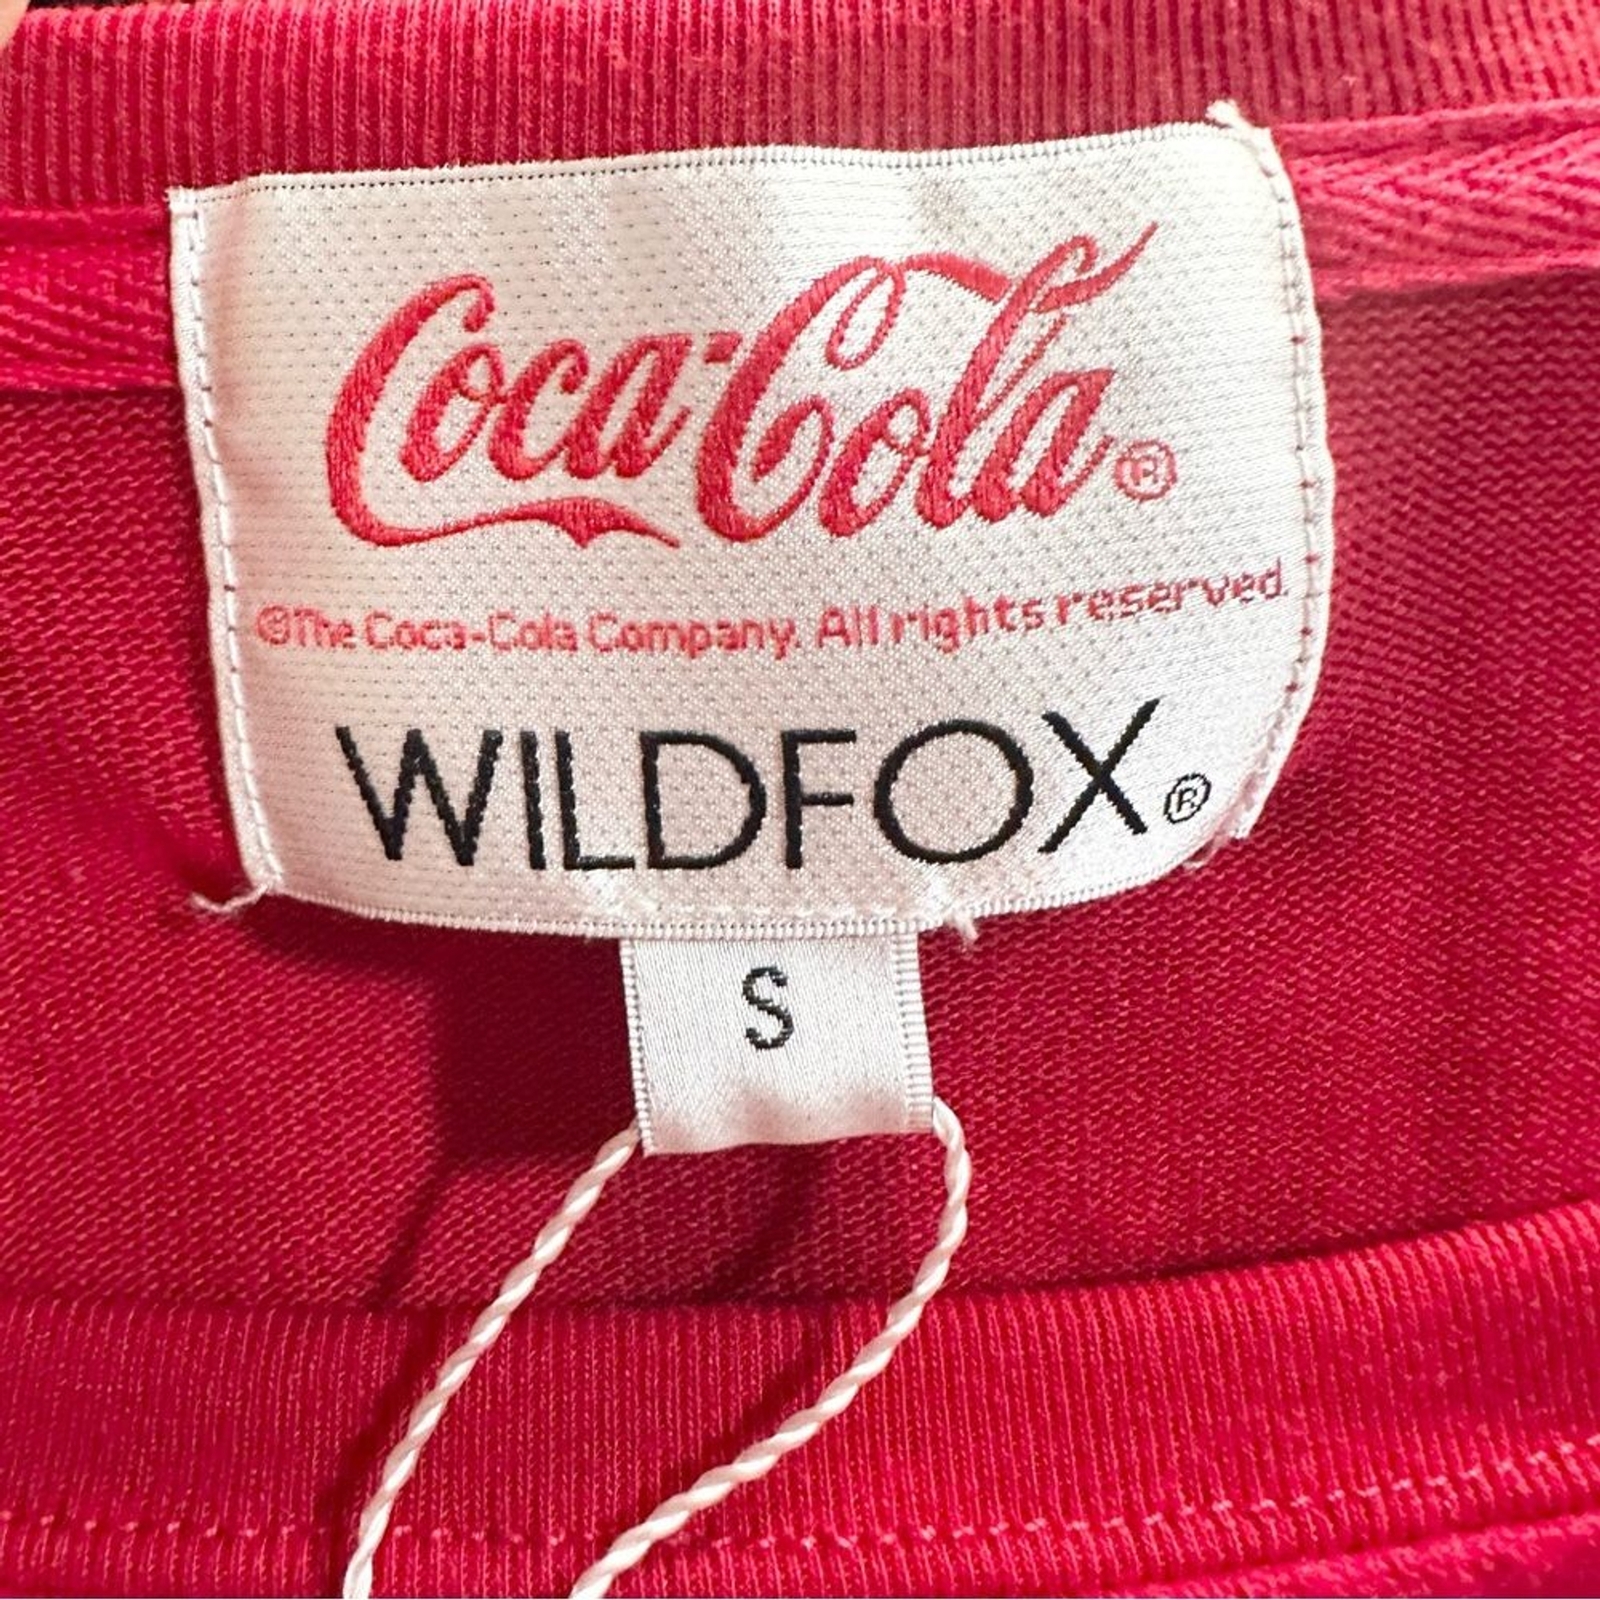 Coca-Cola®
©The Coca-Cola Company. All rights reserved.
WILDFOX®
S